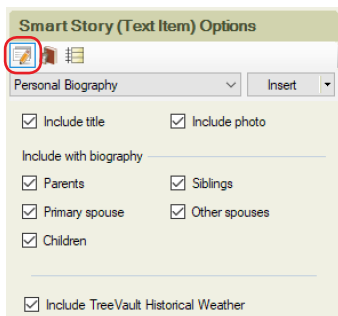 Smart Story (Text Item) Options
Personal Biography Insert
Include title Include photo
Include with biography
Parents Siblings
Primary spouse Other spouses
Children
Include TreeVault Historical Weather